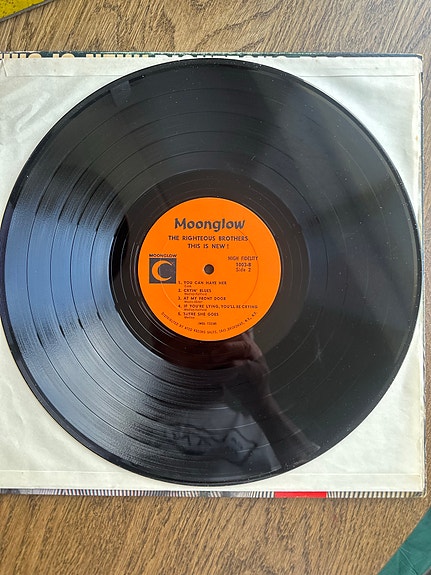 Moonglow
THE RIGHTEOUS BROTHERS
THIS IS NEW!
MOONGLOW
HIGH FIDELITY
1003-B
Side 2
1. YOU CAN HAVE HER
2. CRYIN' BLUES
3. AT MY FRONT DOOR
4. IF YOU'RE LYING, YOU'LL BE CRYING
5. THERE SHE GOES